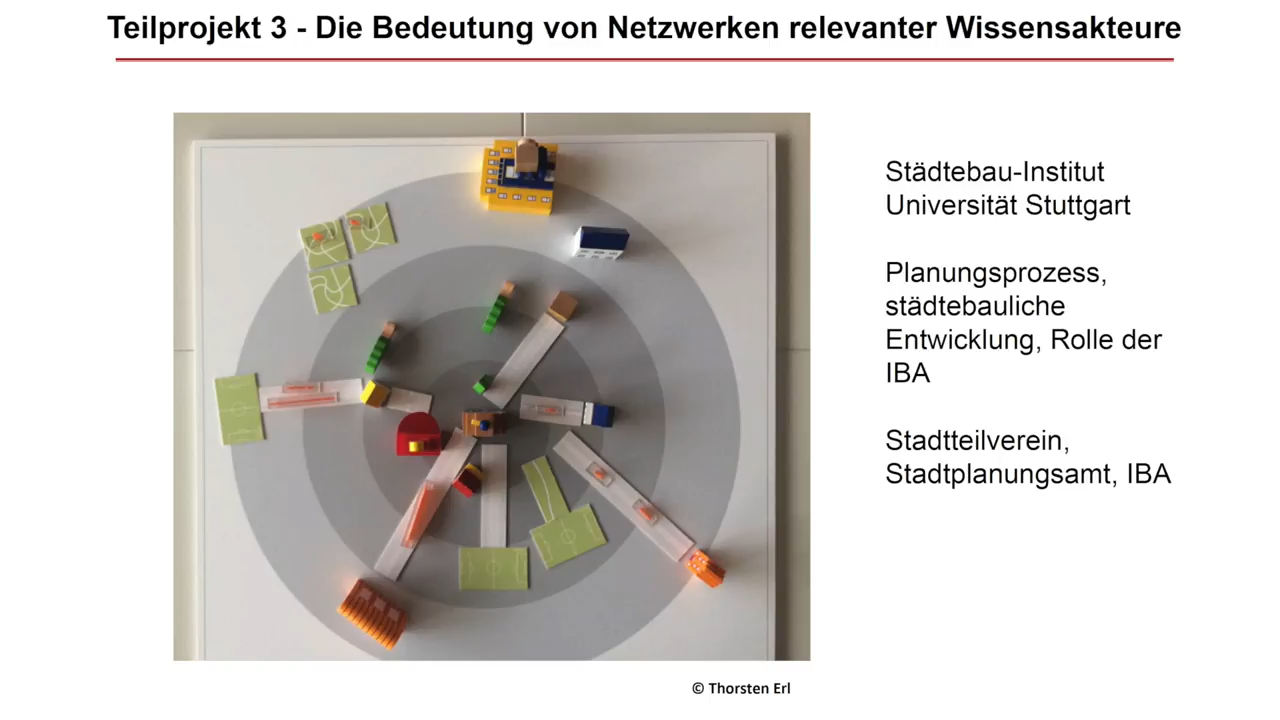 Teilprojekt 3 - Die Bedeutung von Netzwerken relevanter Wissensakteure
Städtebau-Institut
Universität Stuttgart
Planungsprozess,
städtebauliche
Entwicklung, Rolle der
IBA
Stadtteilverein,
Stadtplanungsamt, IBA
© Thorsten Erl